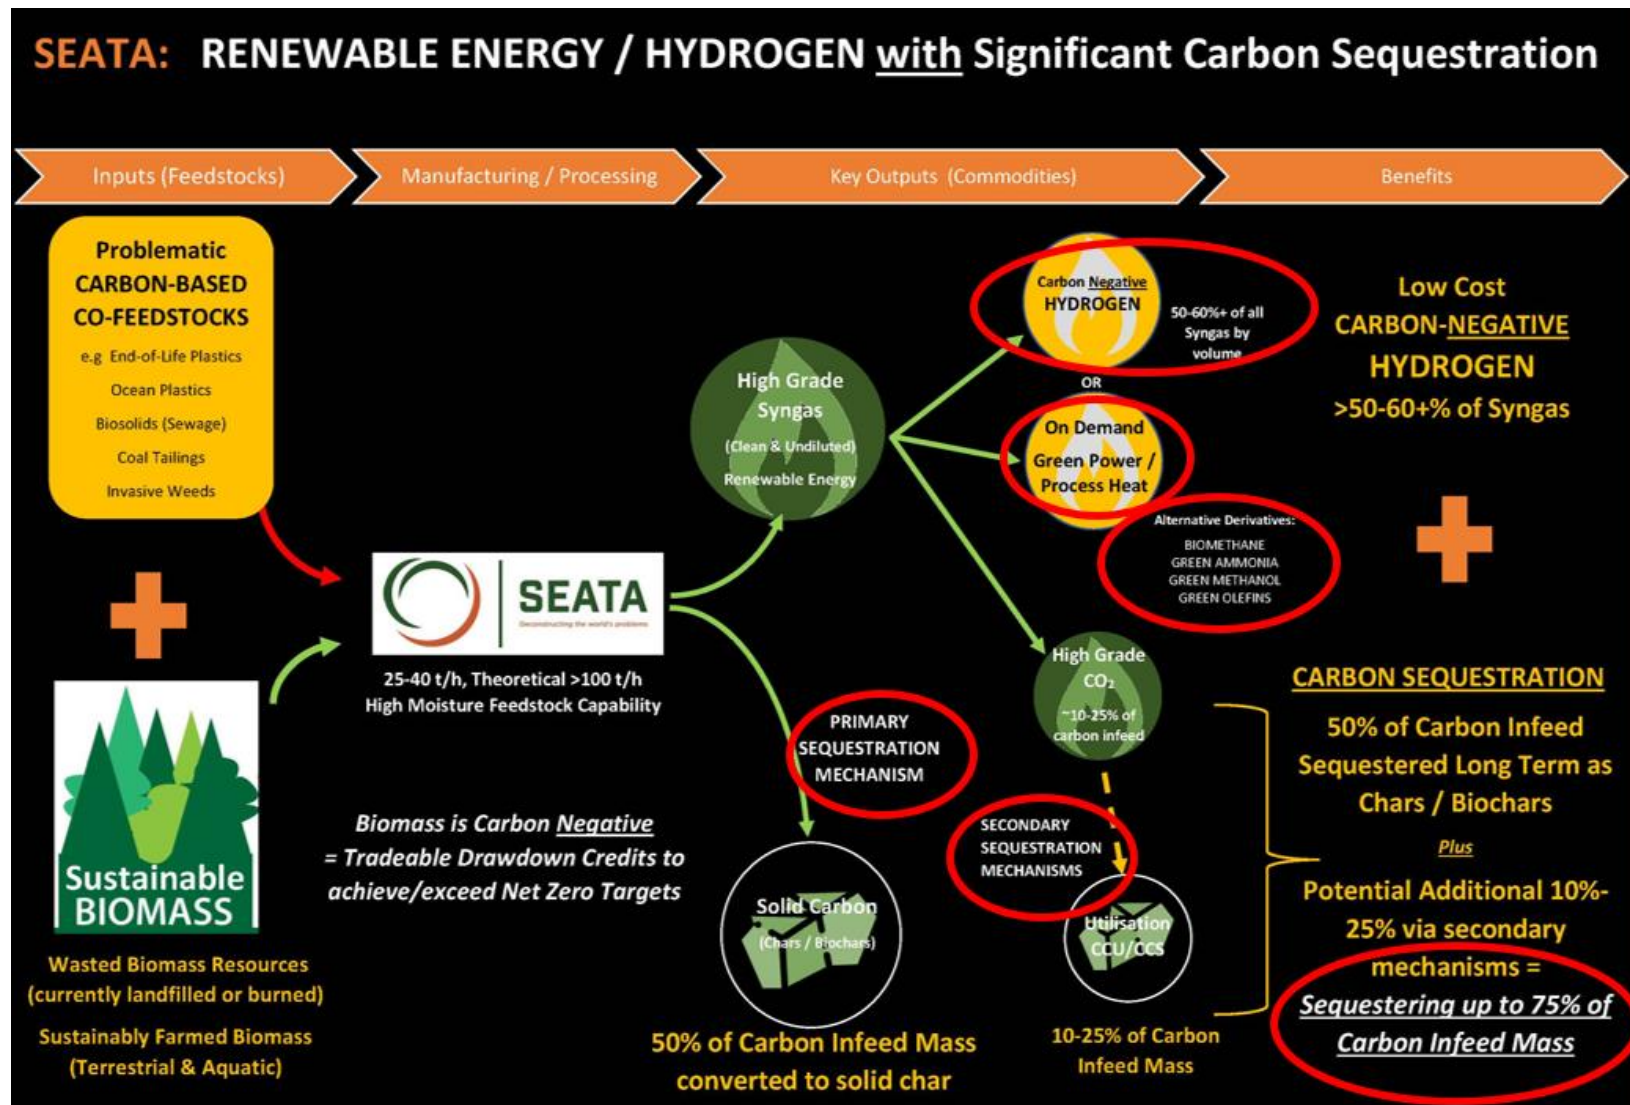 SEATA: RENEWABLE ENERGY / HYDROGEN with Significant Carbon Sequestration
Inputs (Feedstocks)
Manufacturing / Processing
Key Outputs (Commodities)
Benefits
Problematic
CARBON-BASED
CO-FEEDSTOCKS
e.g End-of-Life Plastics
Ocean Plastics
Biosolids (Sewage)
Coal Tailings
Invasive Weeds
Sustainable
BIOMASS
Wasted Biomass Resources
(currently landfilled or burned)
Sustainably Farmed Biomass
(Terrestrial & Aquatic)
SEATA
Deconstructing the world's problems
25-40 t/h, Theoretical >100 t/h
High Moisture Feedstock Capability
Biomass is Carbon Negative
= Tradeable Drawdown Credits to
achieve/exceed Net Zero Targets
High Grade
Syngas
(Clean & Undiluted)
Renewable Energy
PRIMARY
SEQUESTRATION
MECHANISM
Solid Carbon
(Chars / Biochars)
50% of Carbon Infeed Mass
converted to solid char
Carbon Negative
HYDROGEN
50-60%+ of all
Syngas by
volume
OR
On Demand
Green Power /
Process Heat
Alternative Derivatives:
BIOMETHANE
GREEN AMMONIA
GREEN METHANOL
GREEN OLEFINS
High Grade
CO₂
~10-25% of
carbon infeed
SECONDARY
SEQUESTRATION
MECHANISMS
Utilisation
CCU/CCS
10-25% of Carbon
Infeed Mass
Low Cost
CARBON-NEGATIVE
HYDROGEN
>50-60+% of Syngas
CARBON SEQUESTRATION
50% of Carbon Infeed
Sequestered Long Term as
Chars / Biochars
Plus
Potential Additional 10%-
25% via secondary
mechanisms =
Sequestering up to 75% of
Carbon Infeed Mass